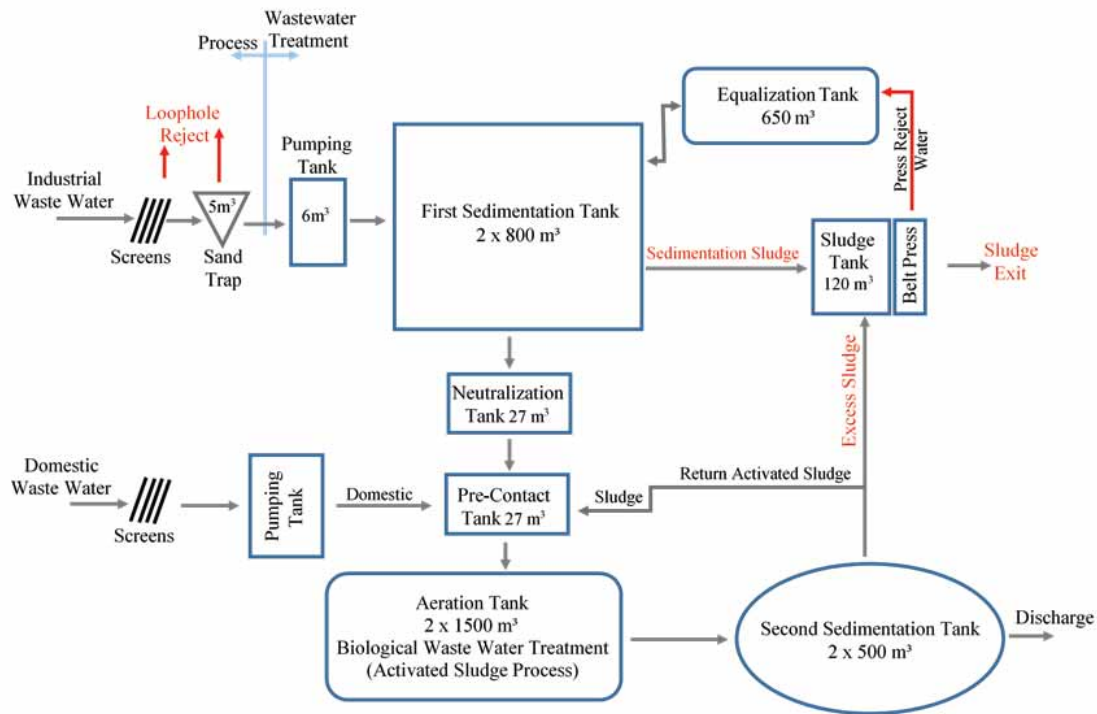 Wastewater
Process Treatment
Loophole
Reject
Equalization Tank
650 m³
Press Reject
Water
Pumping
Tank
Industrial
Waste Water
5m³
6m³
First Sedimentation Tank
2 x 800 m³
Screens
Sand
Trap
Sedimentation Sludge
Sludge
Tank
120 m³
Belt Press
Sludge
Exit
Neutralization
Tank 27 m³
Excess Sludge
Domestic
Waste Water
Screens
Pumping
Tank
Domestic
Pre-Contact
Tank 27 m³
Sludge
Return Activated Sludge
Aeration Tank
2 x 1500 m³
Biological Waste Water Treatment
(Activated Sludge Process)
Second Sedimentation Tank
2 x 500 m³
Discharge